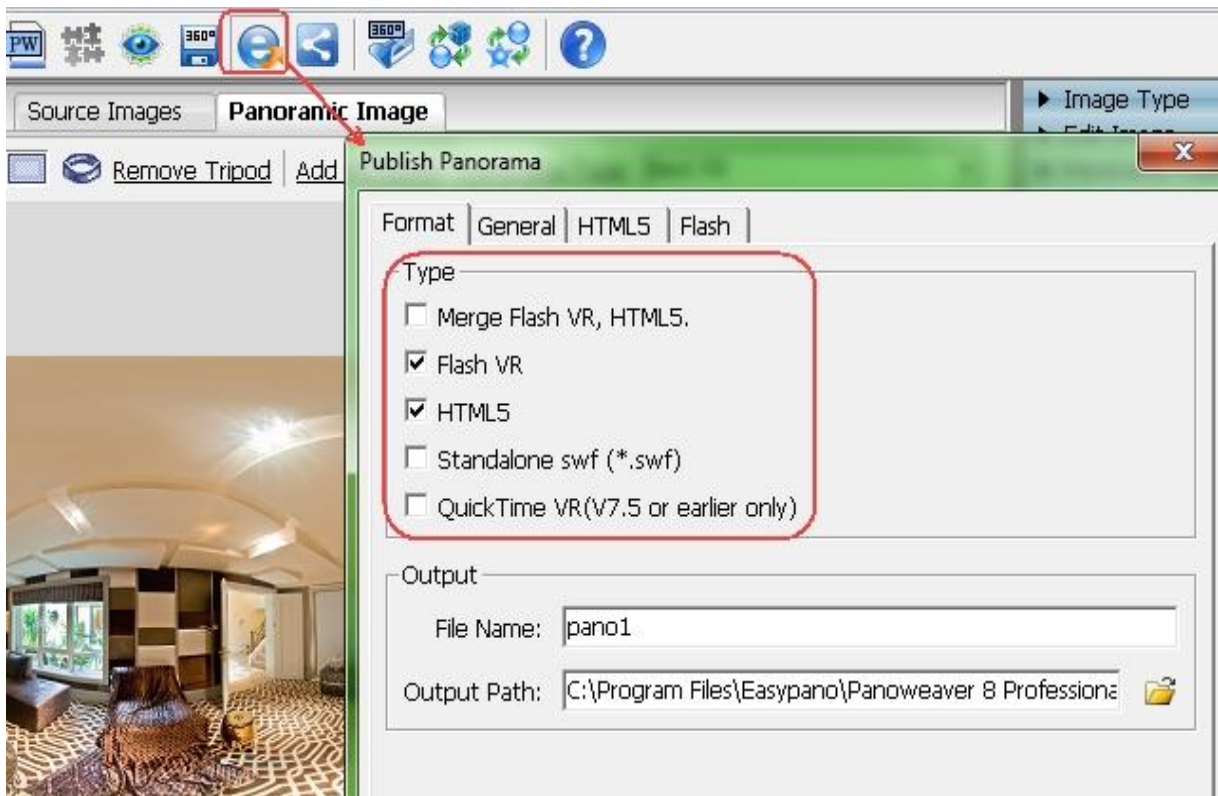 PW 360° 360°
Source Images Panoramic Image
Image Type
Remove Tripod Add
Publish Panorama
Format General HTML5 Flash
Type
Merge Flash VR, HTML5.
Flash VR
HTML5
Standalone swf (*.swf)
QuickTime VR(V7.5 or earlier only)
Output
File Name: pano1
Output Path: C:\Program Files\Easypano\Panoweaver 8 Professiona